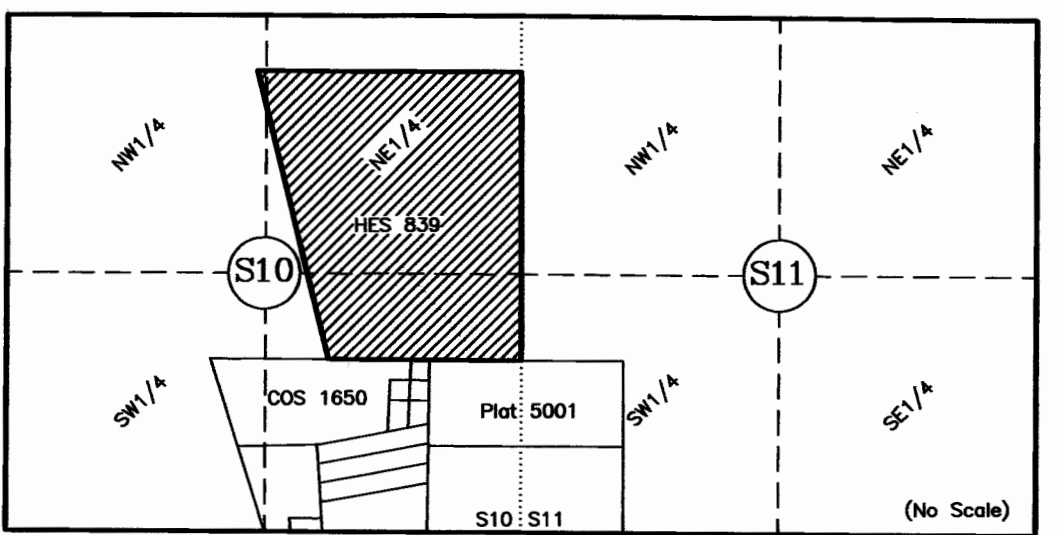 NW1/4
NE1/4
NW1/4
NE1/4
HES 839
S10
S11
SW1/4
COS 1650
Plat 5001
SW1/4
SE1/4
S10 S11
(No Scale)